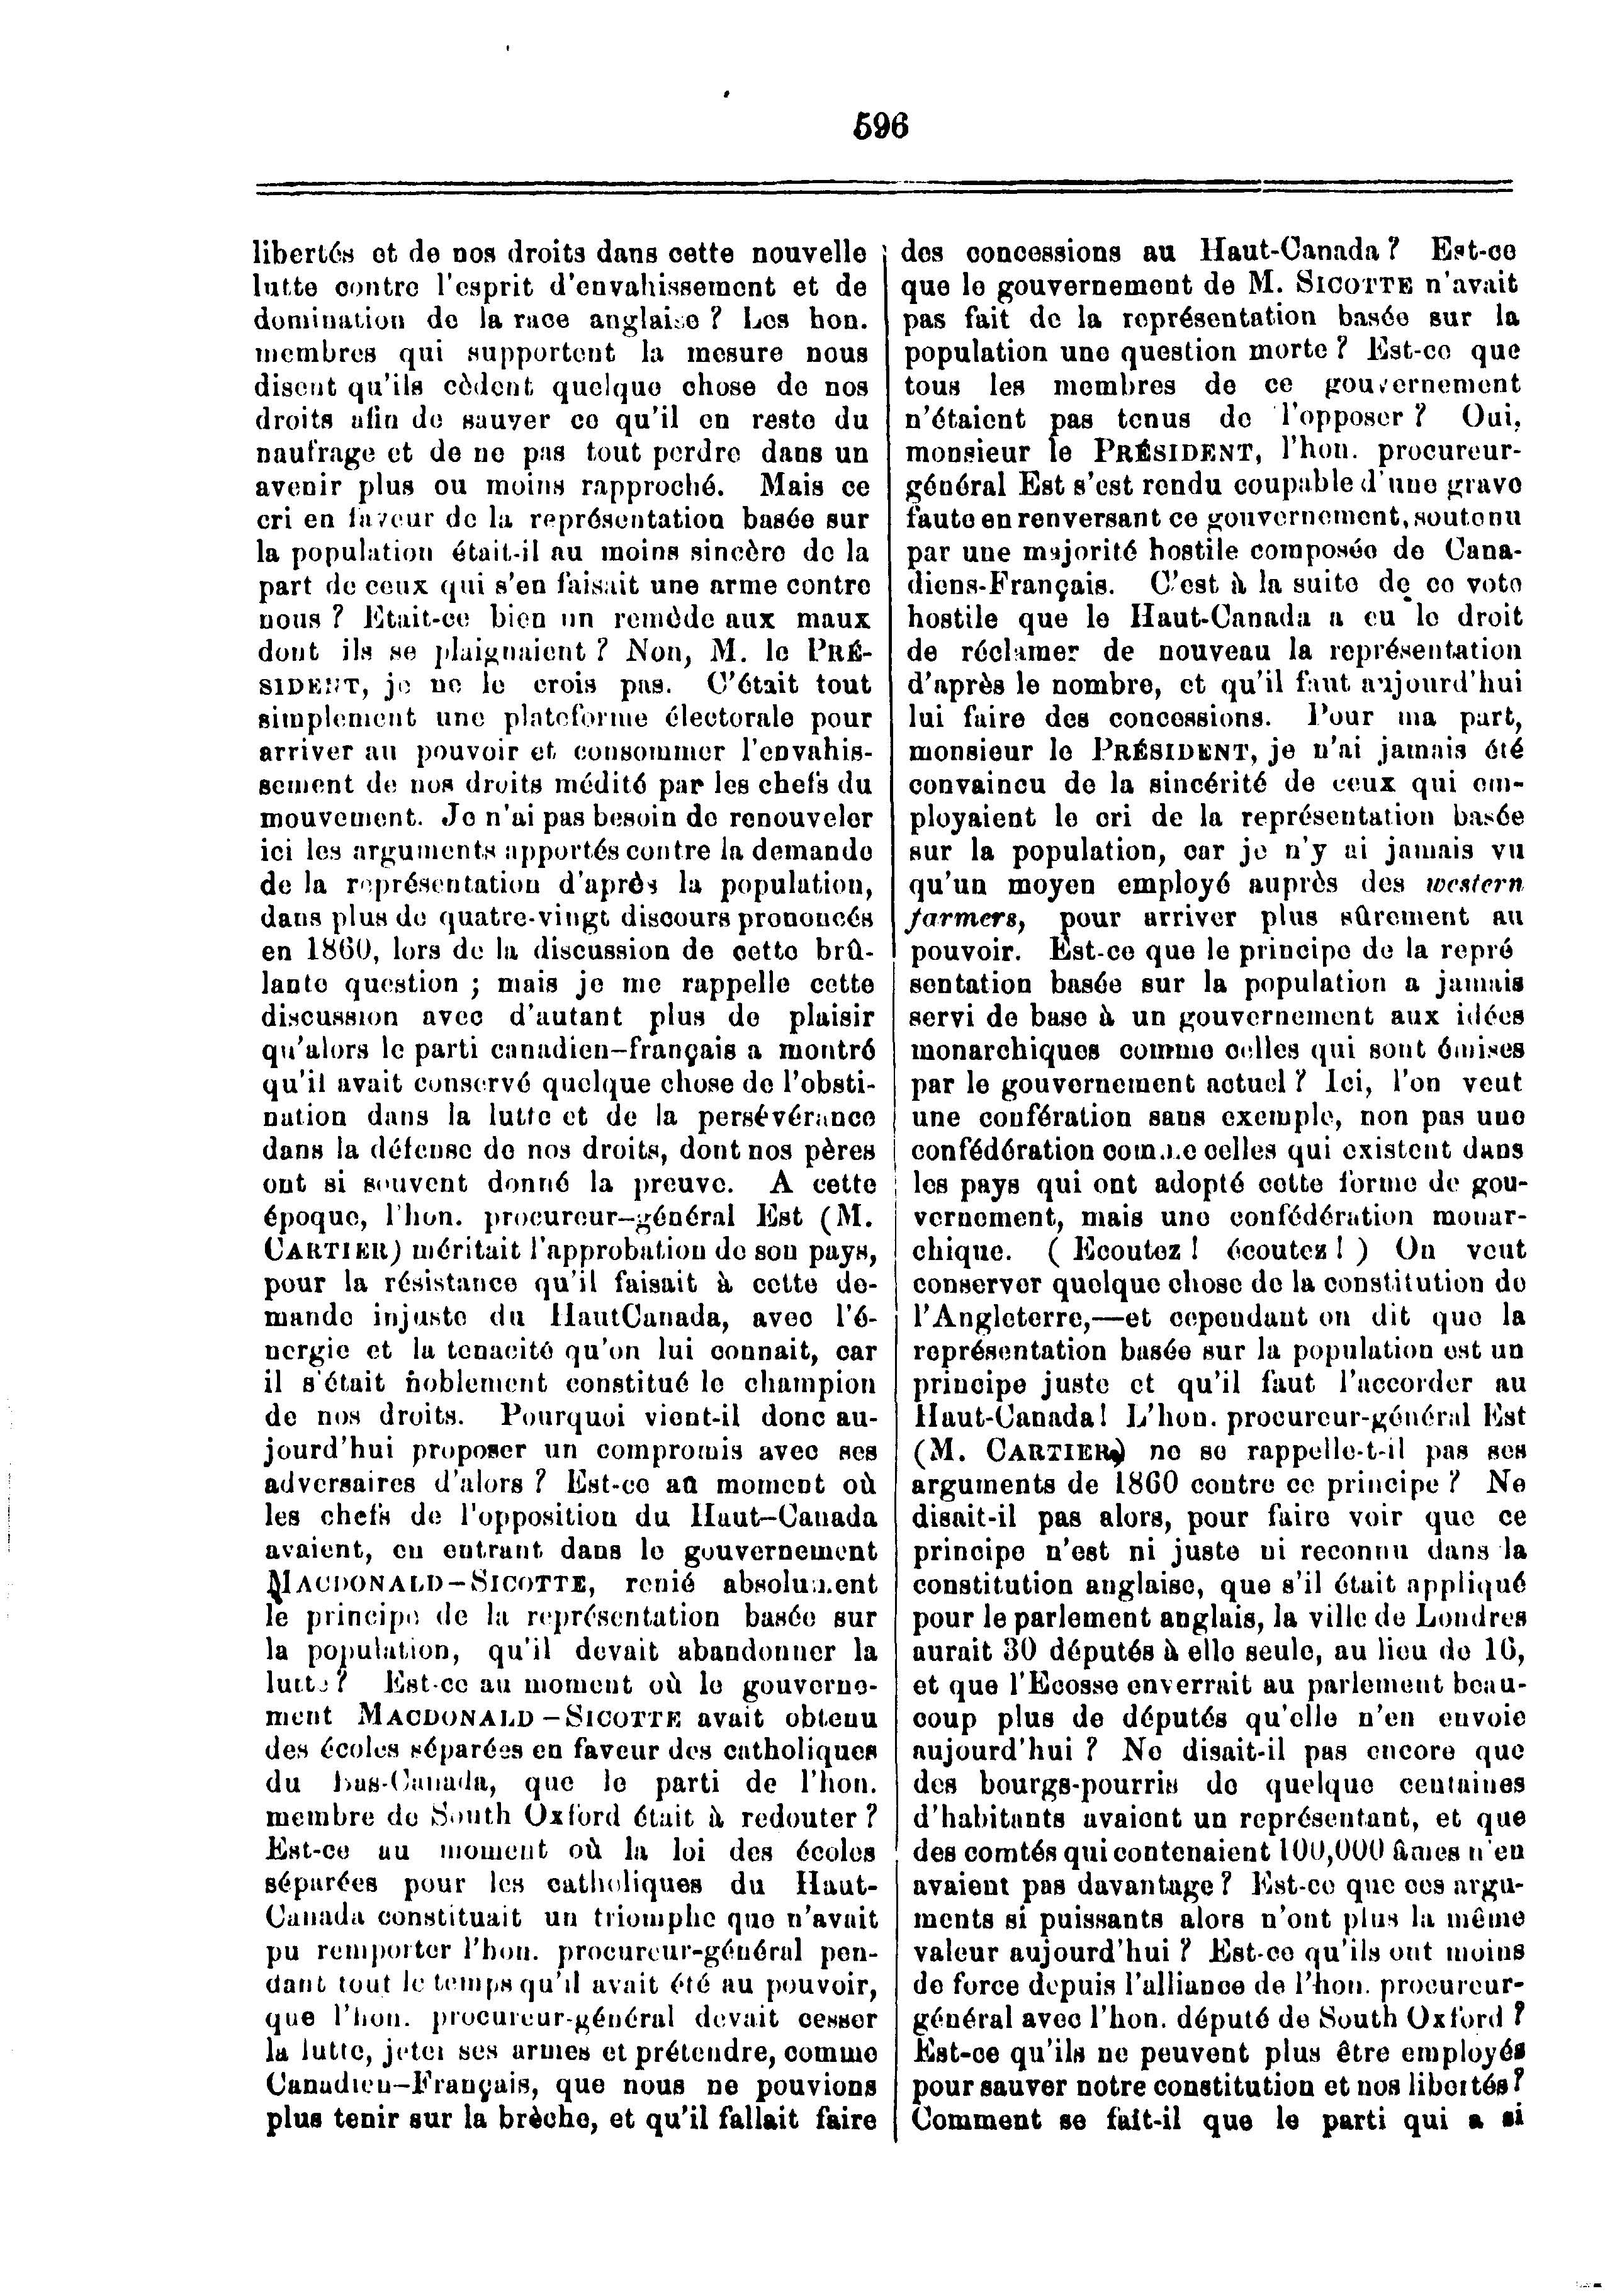 596
libertés et de nos droits dans cette nouvelle
lutte contre l'esprit d'envahissement et de
domination de la race anglaise ? Les hon.
membres qui supportent la mesure nous
disent qu'ils cèdent quelque chose de nos
droits afin de sauver ce qu'il en reste du
naufrage et de ne pas tout perdre dans un
avenir plus ou moins rapproché. Mais ce
cri en faveur de la représentation basée sur
la population était-il au moins sincère de la
part de ceux qui s'en faisait une arme contre
nous ? Etait-ce bien un remède aux maux
dont ils se plaignaient ? Non, M. le PRÉ-
SIDENT, je ne le crois pas. C'était tout
simplement une plateforme électorale pour
arriver au pouvoir et consommer l'envahis-
sement de nos droits médité par les chefs du
mouvement. Je n'ai pas besoin de renouveler
ici les arguments apportés contre la demande
de la représentation d'après la population,
dans plus de quatre-vingt discours prononcés
en 1860, lors de la discussion de cette brû-
lante question ; mais je me rappelle cette
discussion avec d'autant plus de plaisir
qu'alors le parti canadien-français a montré
qu'il avait conservé quelque chose de l'obsti-
nation dans la lutte et de la persévérance
dans la défense de nos droits, dont nos pères
ont si souvent donné la preuve. A cette
époque, l'hon. procureur-général Est (M.
CARTIER) méritait l'approbation de son pays,
pour la résistance qu'il faisait à cette de-
mande injuste du HautCanada, avec l'é-
nergie et la tenacité qu'on lui connait, car
il s'était noblement constitué le champion
de nos droits. Pourquoi vient-il donc au-
jourd'hui proposer un compromis avec ses
adversaires d'alors ? Est-ce au moment où
les chefs de l'opposition du Haut-Canada
avaient, en entrant dans le gouvernement
MACDONALD-SICOTTE, renié absolument
le principe de la représentation basée sur
la population, qu'il devait abandonner la
lutte ? Est-ce au moment où le gouverne-
ment MACDONALD-SICOTTE avait obtenu
des écoles séparées en faveur des catholiques
du Bas-Canada, que le parti de l'hon.
membre de South Oxford était à redouter ?
Est-ce au moment où la loi des écoles
séparées pour les catholiques du Haut-
Canada constituait un triomphe que n'avait
pu remporter l'hon. procureur-général pen-
dant tout le temps qu'il avait été au pouvoir,
que l'hon. procureur-général devait cesser
la lutte, jeter ses armes et prétendre, comme
Canadien-Français, que nous ne pouvions
plus tenir sur la brèche, et qu'il fallait faire
des concessions au Haut-Canada ? Est-ce
que le gouvernement de M. SICOTTE n'avait
pas fait de la représentation basée sur la
population une question morte ? Est-ce que
tous les membres de ce gouvernement
n'étaient pas tenus de l'opposer ? Oui,
monsieur le PRÉSIDENT, l'hon. procureur-
général Est s'est rendu coupable d'une grave
faute en renversant ce gouvernement, soutenu
par une majorité hostile composée de Cana-
diens-Français. C'est à la suite de ce vote
hostile que le Haut-Canada a eu le droit
de réclamer de nouveau la représentation
d'après le nombre, et qu'il faut aujourd'hui
lui faire des concessions. Pour ma part,
monsieur le PRÉSIDENT, je n'ai jamais été
convaincu de la sincérité de ceux qui em-
ployaient le cri de la représentation basée
sur la population, car je n'y ai jamais vu
qu'un moyen employé auprès des western
farmers, pour arriver plus sûrement au
pouvoir. Est-ce que le principe de la repré
sentation basée sur la population a jamais
servi de base à un gouvernement aux idées
monarchiques comme celles qui sont émises
par le gouvernement actuel ? Ici, l'on veut
une confération sans exemple, non pas une
confédération comme celles qui existent dans
les pays qui ont adopté cette forme de gou-
vernement, mais une confédération monar-
chique. ( Ecoutez ! écoutez ! ) On veut
conserver quelque chose de la constitution de
l'Angleterre,—et cependant on dit que la
représentation basée sur la population est un
principe juste et qu'il faut l'accorder au
Haut-Canada! L'hon. procureur-général Est
(M. CARTIER) ne se rappelle-t-il pas ses
arguments de 1860 contre ce principe ? Ne
disait-il pas alors, pour faire voir que ce
principe n'est ni juste ni reconnu dans la
constitution anglaise, que s'il était appliqué
pour le parlement anglais, la ville de Londres
aurait 30 députés à elle seule, au lieu de 16,
et que l'Ecosse enverrait au parlement beau-
coup plus de députés qu'elle n'en envoie
aujourd'hui ? Ne disait-il pas encore que
des bourgs-pourris de quelque centaines
d'habitants avaient un représentant, et que
des comtés qui contenaient 100,000 âmes n'en
avaient pas davantage ? Est-ce que ces argu-
ments si puissants alors n'ont plus la même
valeur aujourd'hui ? Est-ce qu'ils ont moins
de force depuis l'alliance de l'hon. procureur-
général avec l'hon. député de South Oxford ?
Est-ce qu'ils ne peuvent plus être employés
pour sauver notre constitution et nos libertés ?
Comment se fait-il que le parti qui a si